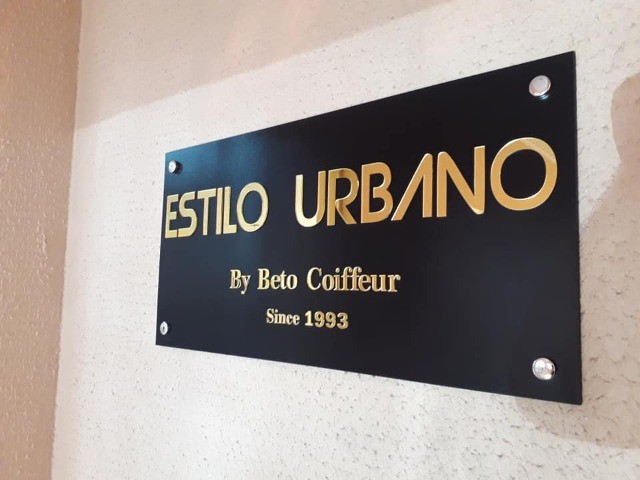 ESTILO URBANO
By Beto Coiffeur
Since 1993